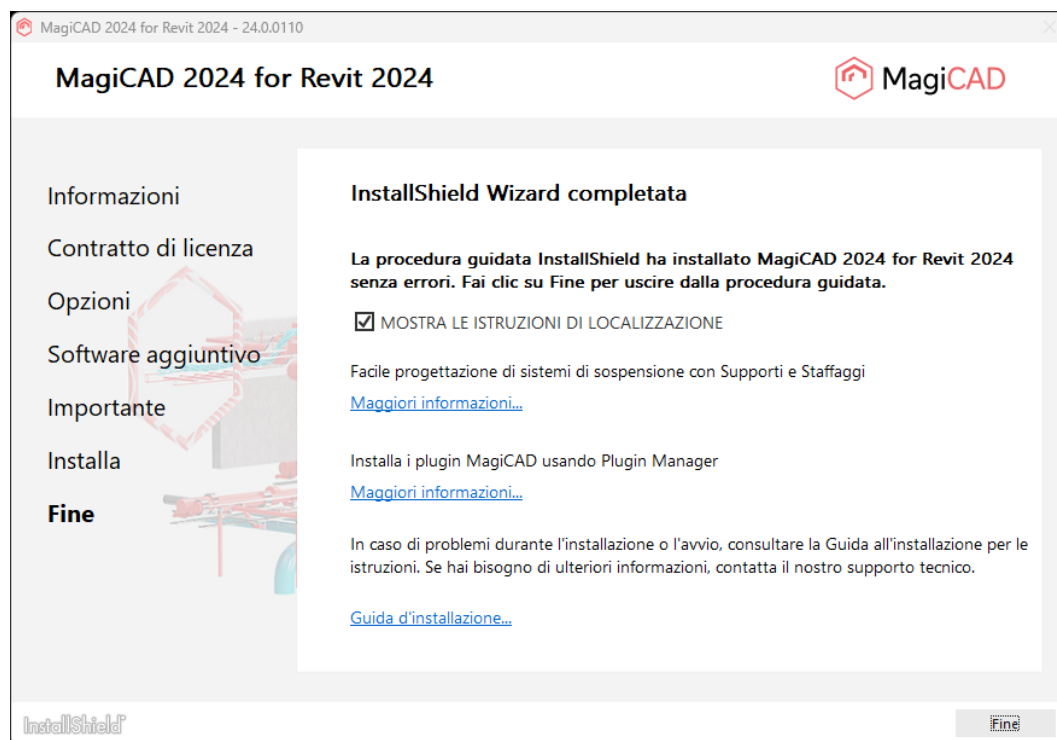 MagiCAD 2024 for Revit 2024 - 24.0.0110
MagiCAD 2024 for Revit 2024
MagiCAD
Informazioni
Contratto di licenza
Opzioni
Software aggiuntivo
Importante
Installa
Fine
InstallShield Wizard completata
La procedura guidata InstallShield ha installato MagiCAD 2024 for Revit 2024
senza errori. Fai clic su Fine per uscire dalla procedura guidata.
MOSTRA LE ISTRUZIONI DI LOCALIZZAZIONE
Facile progettazione di sistemi di sospensione con Supporti e Staffaggi
Maggiori informazioni...
Installa i plugin MagiCAD usando Plugin Manager
Maggiori informazioni...
In caso di problemi durante l'installazione o l'avvio, consultare la Guida all'installazione per le
istruzioni. Se hai bisogno di ulteriori informazioni, contatta il nostro supporto tecnico.
Guida d'installazione...
InstallShield
Fine